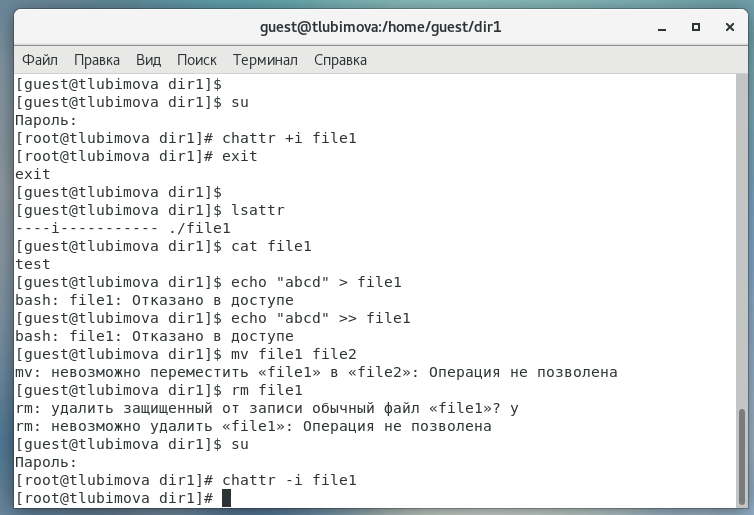 guest@tlubimova:/home/guest/dir1
Файл Правка Вид Поиск Терминал Справка
[guest@tlubimova dir1]$
[guest@tlubimova dir1]$ su
Пароль:
[root@tlubimova dir1]# chattr +i file1
[root@tlubimova dir1]# exit
exit
[guest@tlubimova dir1]$
[guest@tlubimova dir1]$ lsattr
----i----------- ./file1
[guest@tlubimova dir1]$ cat file1
test
[guest@tlubimova dir1]$ echo "abcd" > file1
bash: file1: Отказано в доступе
[guest@tlubimova dir1]$ echo "abcd" >> file1
bash: file1: Отказано в доступе
[guest@tlubimova dir1]$ mv file1 file2
mv: невозможно переместить «file1» в «file2»: Операция не позволена
[guest@tlubimova dir1]$ rm file1
rm: удалить защищенный от записи обычный файл «file1»? y
rm: невозможно удалить «file1»: Операция не позволена
[guest@tlubimova dir1]$ su
Пароль:
[root@tlubimova dir1]# chattr -i file1
[root@tlubimova dir1]#